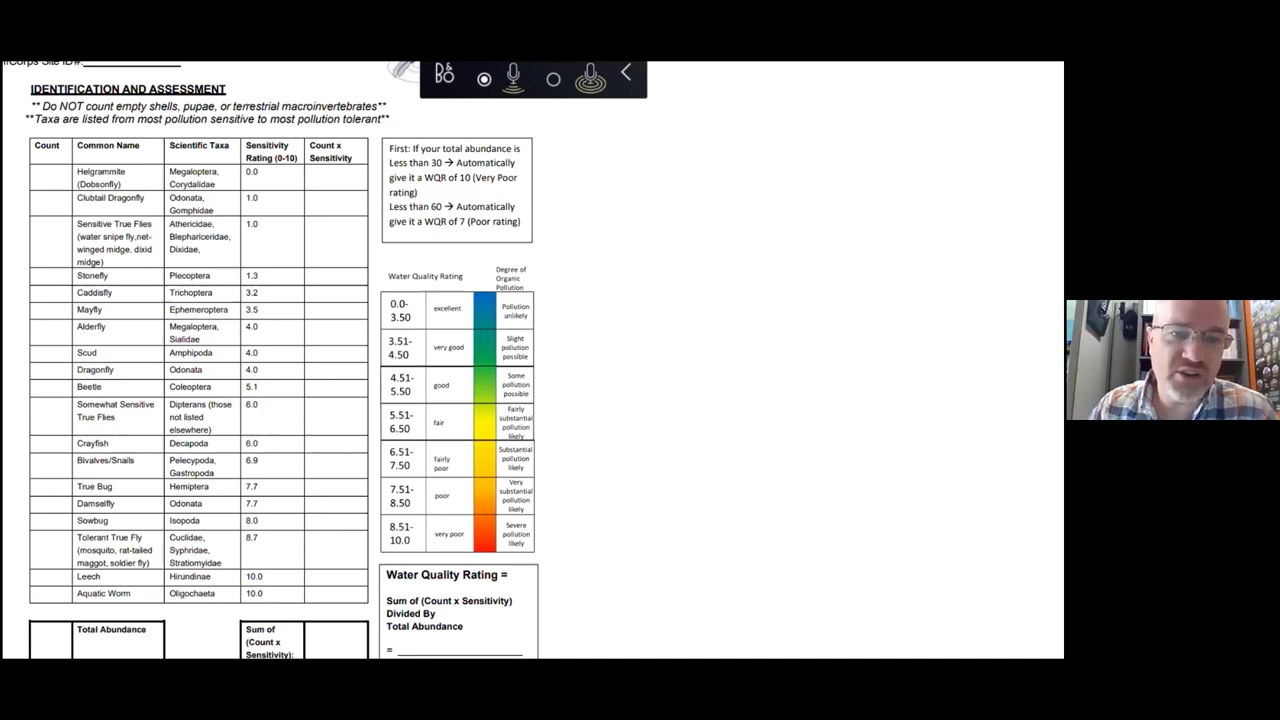 Corps Site ID#:
B&O
IDENTIFICATION AND ASSESSMENT
** Do NOT count empty shells, pupae, or terrestrial macroinvertebrates**
**Taxa are listed from most pollution sensitive to most pollution tolerant**
Count Common Name Scientific Taxa Sensitivity Rating (0-10) Count x Sensitivity
Helgrammite (Dobsonfly) Megaloptera, Corydalidae 0.0
Clubtail Dragonfly Odonata, Gomphidae 1.0
Sensitive True Flies (water snipe fly,net-winged midge, dixid midge) Athericidae, Blephariceridae, Dixidae, 1.0
Stonefly Plecoptera 1.3
Caddisfly Trichoptera 3.2
Mayfly Ephemeroptera 3.5
Alderfly Megaloptera, Sialidae 4.0
Scud Amphipoda 4.0
Dragonfly Odonata 4.0
Beetle Coleoptera 5.1
Somewhat Sensitive True Flies Dipterans (those not listed elsewhere) 6.0
Crayfish Decapoda 6.0
Bivalves/Snails Pelecypoda, Gastropoda 6.9
True Bug Hemiptera 7.7
Damselfly Odonata 7.7
Sowbug Isopoda 8.0
Tolerant True Fly (mosquito, rat-tailed maggot, soldier fly) Cuclidae, Syphridae, Stratiomyidae 8.7
Leech Hirundinae 10.0
Aquatic Worm Oligochaeta 10.0
Total Abundance Sum of (Count x Sensitivity):
First: If your total abundance is
Less than 30 → Automatically
give it a WQR of 10 (Very Poor
rating)
Less than 60 → Automatically
give it a WQR of 7 (Poor rating)
Water Quality Rating Degree of Organic Pollution
0.0-3.50 excellent Pollution unlikely
3.51-4.50 very good Slight pollution possible
4.51-5.50 good Some pollution possible
5.51-6.50 fair Fairly substantial pollution likely
6.51-7.50 fairly poor Substantial pollution likely
7.51-8.50 poor Very substantial pollution likely
8.51-10.0 very poor Severe pollution likely
Water Quality Rating =
Sum of (Count x Sensitivity)
Divided By
Total Abundance
=